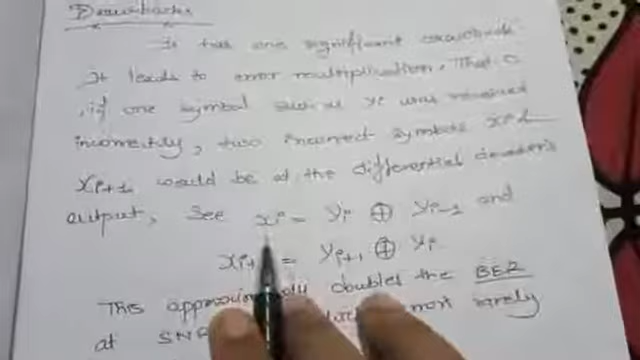 Drawbacks
It has one significant drawback
It leads to error multiplication. That is
, if one symbol such as yi was received
incorrectly, two incorrect symbols xi &
xi+1 would be at the differential decoder's
output, See xi = yi ⊕ yi-1 and
xi+1 = yi+1 ⊕ yi
This approximately doubles the BER
at SNR errors rarely